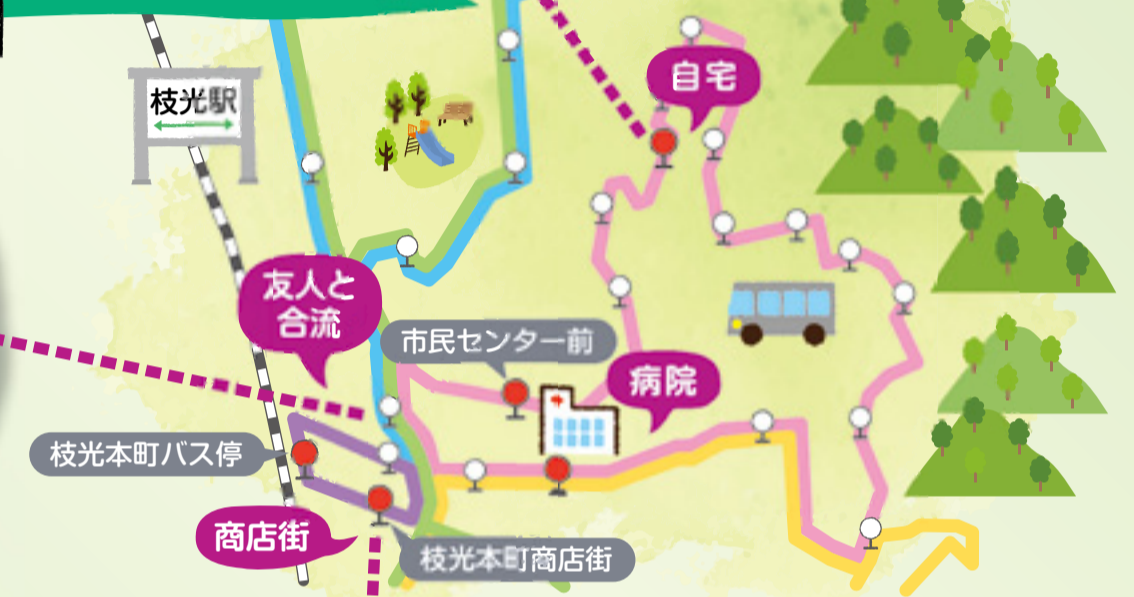 自宅
枝光駅
友人と
合流
市民センター前
病院
枝光本町バス停
商店街
枝光本町商店街